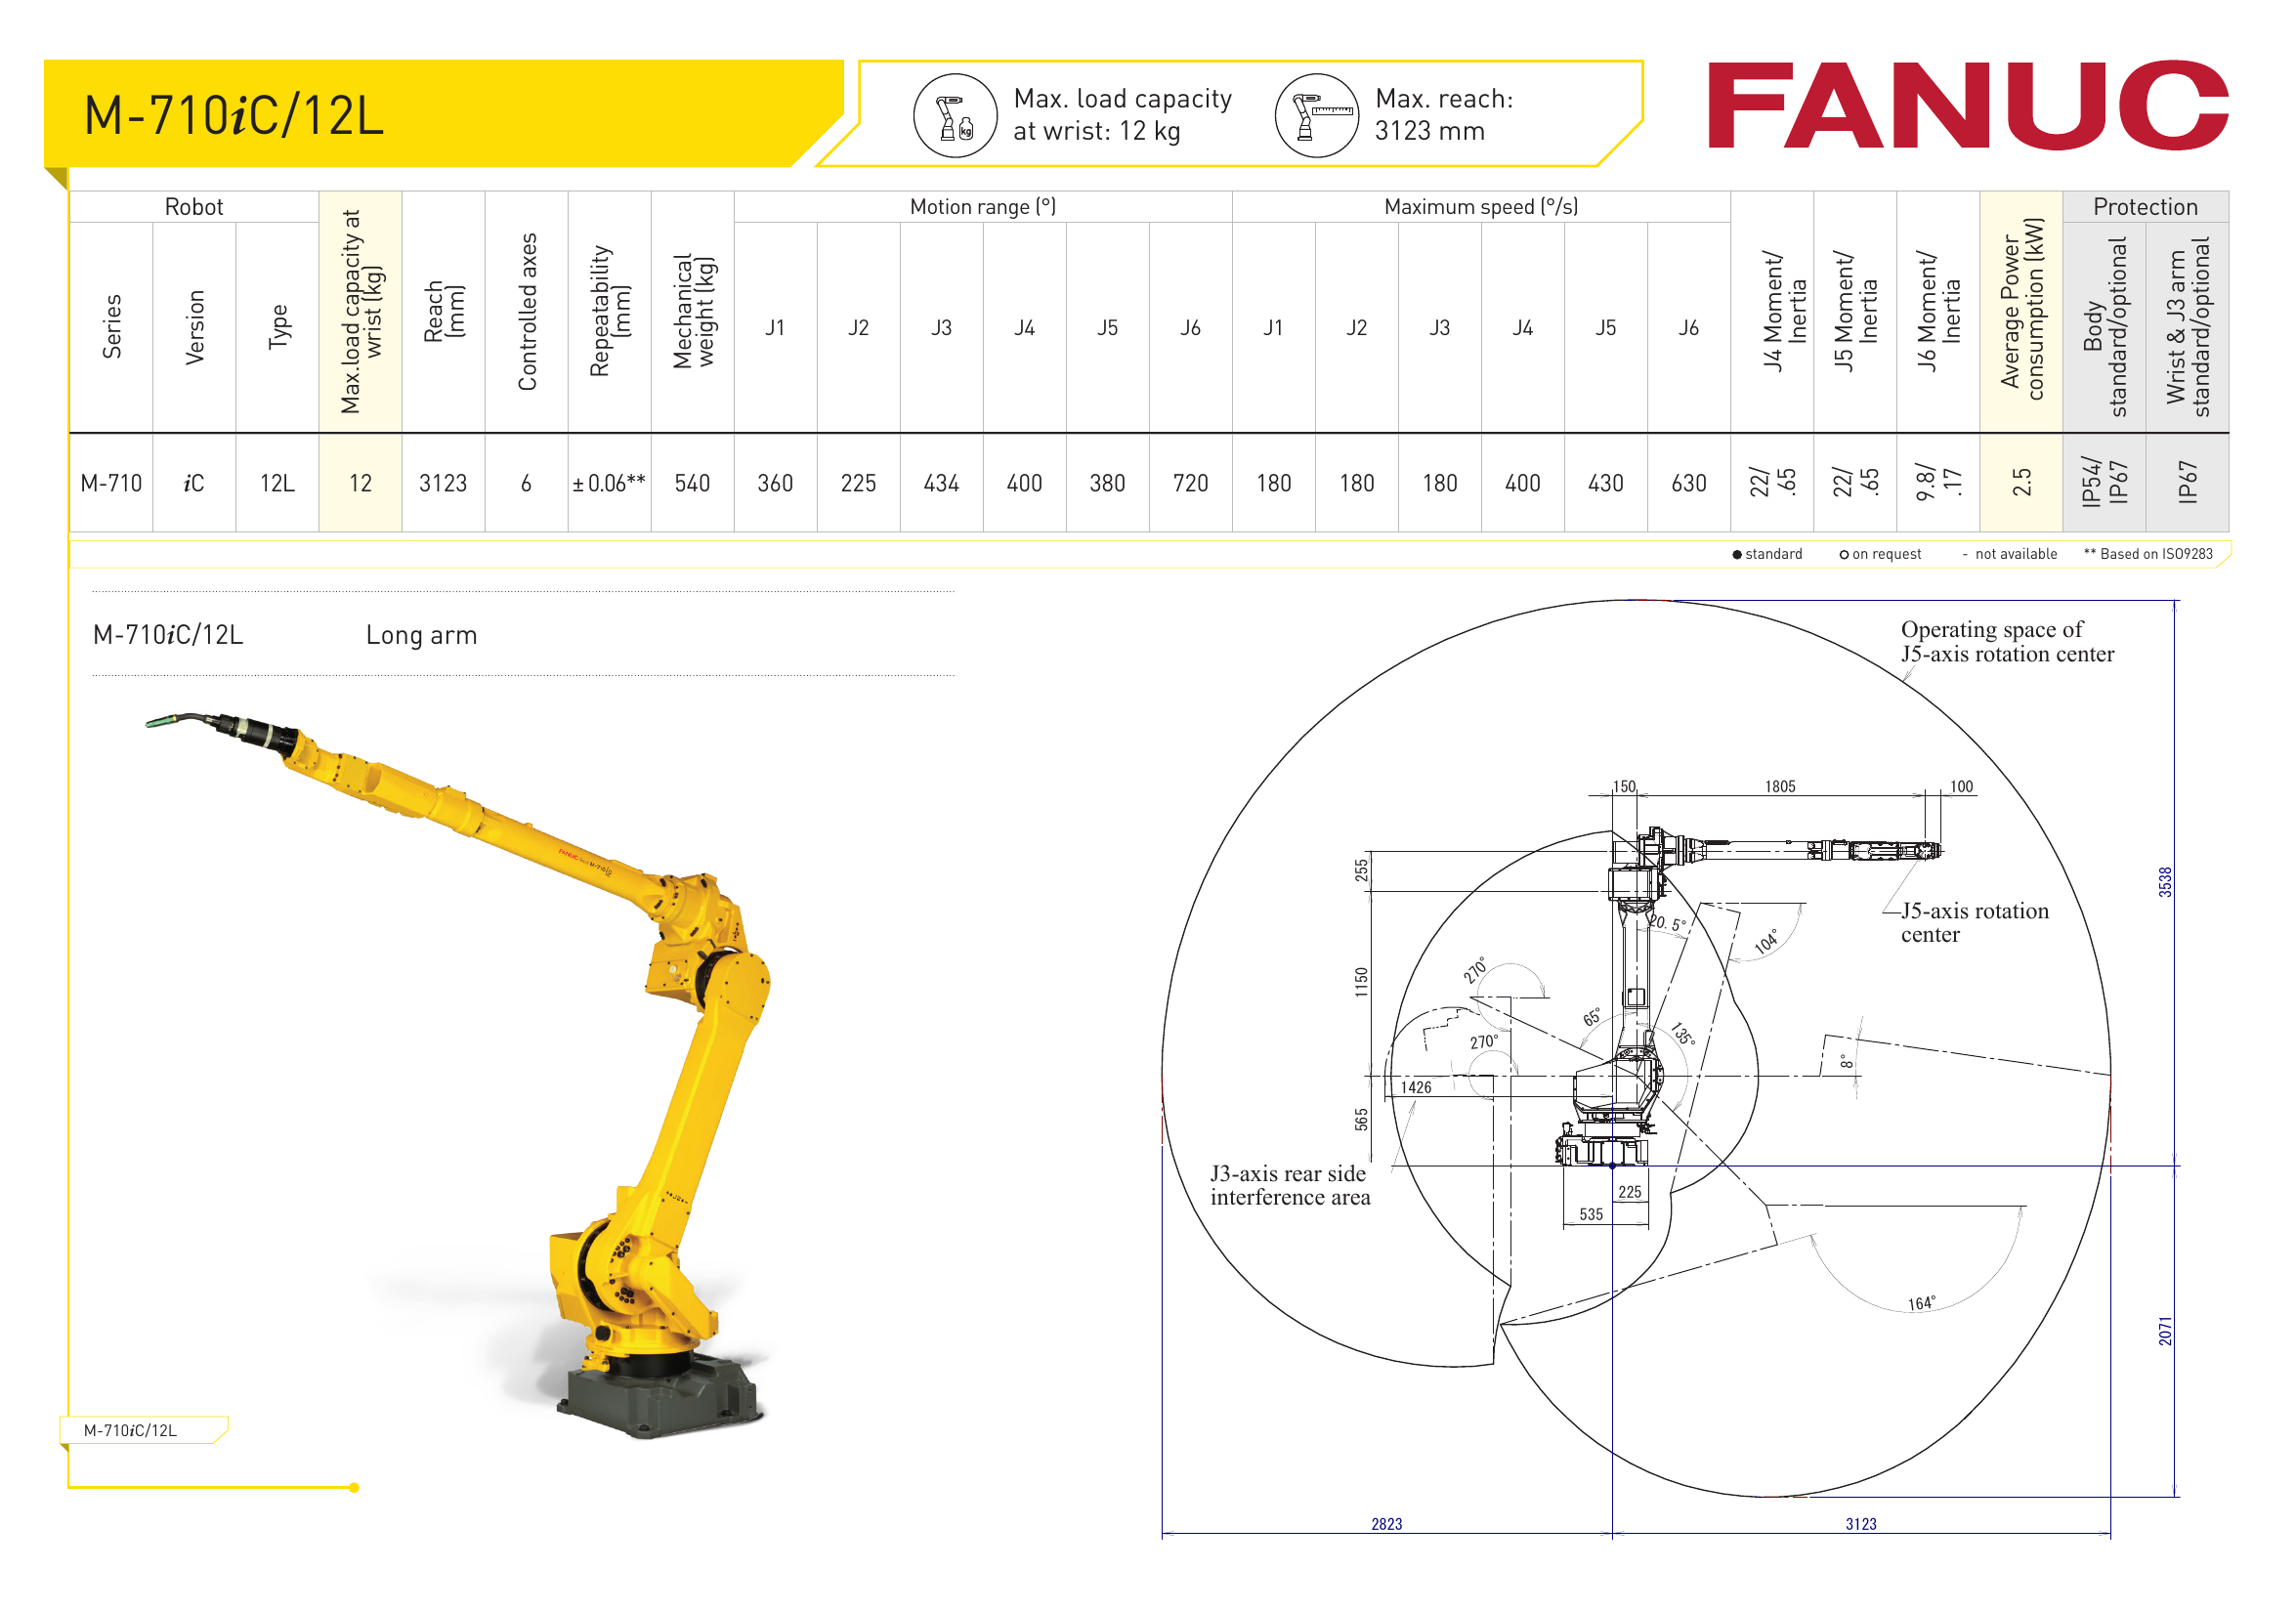 M-710iC/12L
Max. load capacity
at wrist: 12 kg
Max. reach:
3123 mm
FANUC
kg
Robot
Motion range (°)
Maximum speed (°/s)
Protection
Series
Version
Type
Max.load capacity at
wrist (kg)
Reach
(mm)
Controlled axes
Repeatability
(mm)
Mechanical
weight (kg)
J1 J2 J3 J4 J5 J6
J1 J2 J3 J4 J5 J6
J4 Moment/
Inertia
J5 Moment/
Inertia
J6 Moment/
Inertia
Average Power
consumption (kW)
Body
standard/optional
Wrist & J3 arm
standard/optional
M-710 iC 12L 12 3123 6 ± 0.06** 540 360 225 434 400 380 720 180 180 180 400 430 630
22/
.65
22/
.65
9.8/
.17
2.5
IP54/
IP67
IP67
● standard
○ on request
- not available
** Based on ISO9283
M-710iC/12L Long arm
Operating space of
J5-axis rotation center
150 1805 100
255
3538
J5-axis rotation
center
20.5°
104°
1150
270°
65°
135°
270°
8°
1426
565
J3-axis rear side
interference area
225
535
164°
2071
2823 3123
FANUC
M-710iC/12L